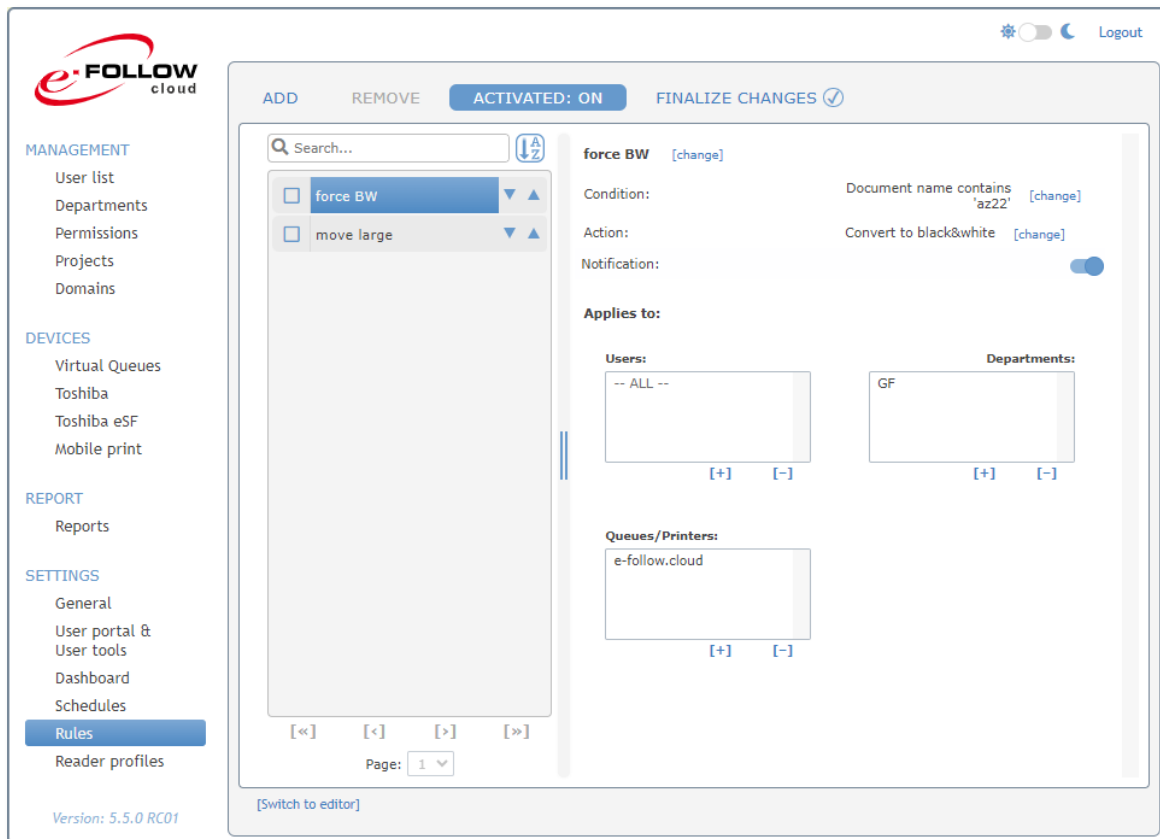 Logout
e-FOLLOW
cloud
ADD REMOVE ACTIVATED: ON FINALIZE CHANGES
MANAGEMENT
User list
Departments
Permissions
Projects
Domains
DEVICES
Virtual Queues
Toshiba
Toshiba eSF
Mobile print
REPORT
Reports
SETTINGS
General
User portal &
User tools
Dashboard
Schedules
Rules
Reader profiles
Version: 5.5.0 RC01
Search...
A
Z
force BW
move large
[«] [‹] [›] [»]
Page: 1
[Switch to editor]
force BW [change]
Condition: Document name contains
'az22' [change]
Action: Convert to black&white [change]
Notification:
Applies to:
Users: Departments:
-- ALL -- GF
[+] [-] [+] [-]
Queues/Printers:
e-follow.cloud
[+] [-]